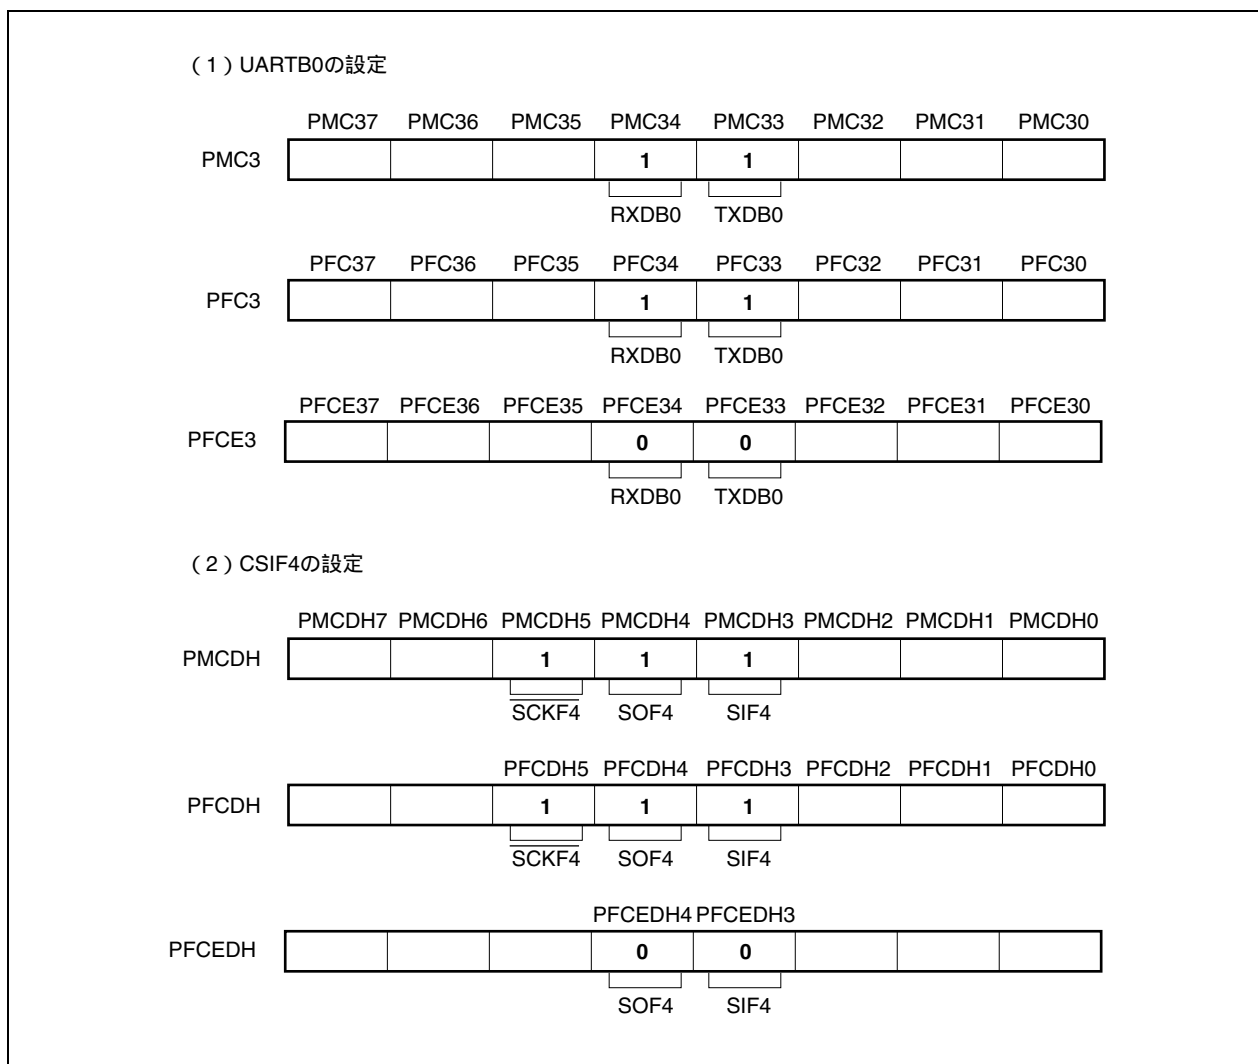 (1)UARTB0の設定
PMC37 PMC36 PMC35 PMC34 PMC33 PMC32 PMC31 PMC30
PMC3 1 1
RXDB0 TXDB0
PFC37 PFC36 PFC35 PFC34 PFC33 PFC32 PFC31 PFC30
PFC3 1 1
RXDB0 TXDB0
PFCE37 PFCE36 PFCE35 PFCE34 PFCE33 PFCE32 PFCE31 PFCE30
PFCE3 0 0
RXDB0 TXDB0
(2)CSIF4の設定
PMCDH7 PMCDH6 PMCDH5 PMCDH4 PMCDH3 PMCDH2 PMCDH1 PMCDH0
PMCDH 1 1 1
S̅C̅K̅F̅4̅ SOF4 SIF4
PFCDH5 PFCDH4 PFCDH3 PFCDH2 PFCDH1 PFCDH0
PFCDH 1 1 1
S̅C̅K̅F̅4̅ SOF4 SIF4
PFCEDH4 PFCEDH3
PFCEDH 0 0
SOF4 SIF4